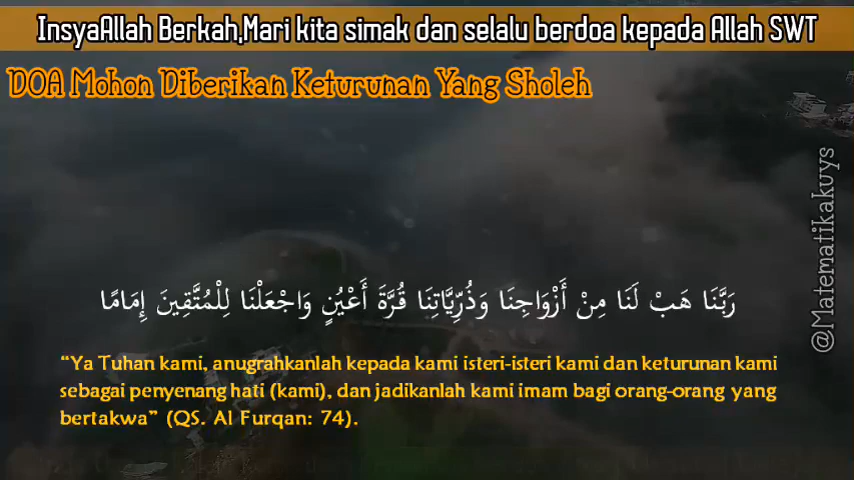 InsyaAllah Berkah,Mari kita simak dan selalu berdoa kepada Allah SWT
DOA Mohon Diberikan Keturunan Yang Sholeh
رَبَّنَا هَبْ لَنَا مِنْ أَزْوَاجِنَا وَذُرِّيَّاتِنَا قُرَّةَ أَعْيُنٍ وَاجْعَلْنَا لِلْمُتَّقِينَ إِمَامًا
“Ya Tuhan kami, anugrahkanlah kepada kami isteri-isteri kami dan keturunan kami
sebagai penyenang hati (kami), dan jadikanlah kami imam bagi orang-orang yang
bertakwa” (QS. Al Furqan: 74).
@Matematikakuys